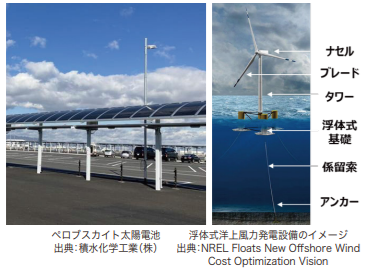 ナセル
ブレード
タワー
浮体式
基礎
係留索
アンカー
ペロブスカイト太陽電池
出典:積水化学工業(株)
浮体式洋上風力発電設備のイメージ
出典:NREL Floats New Offshore Wind
Cost Optimization Vision